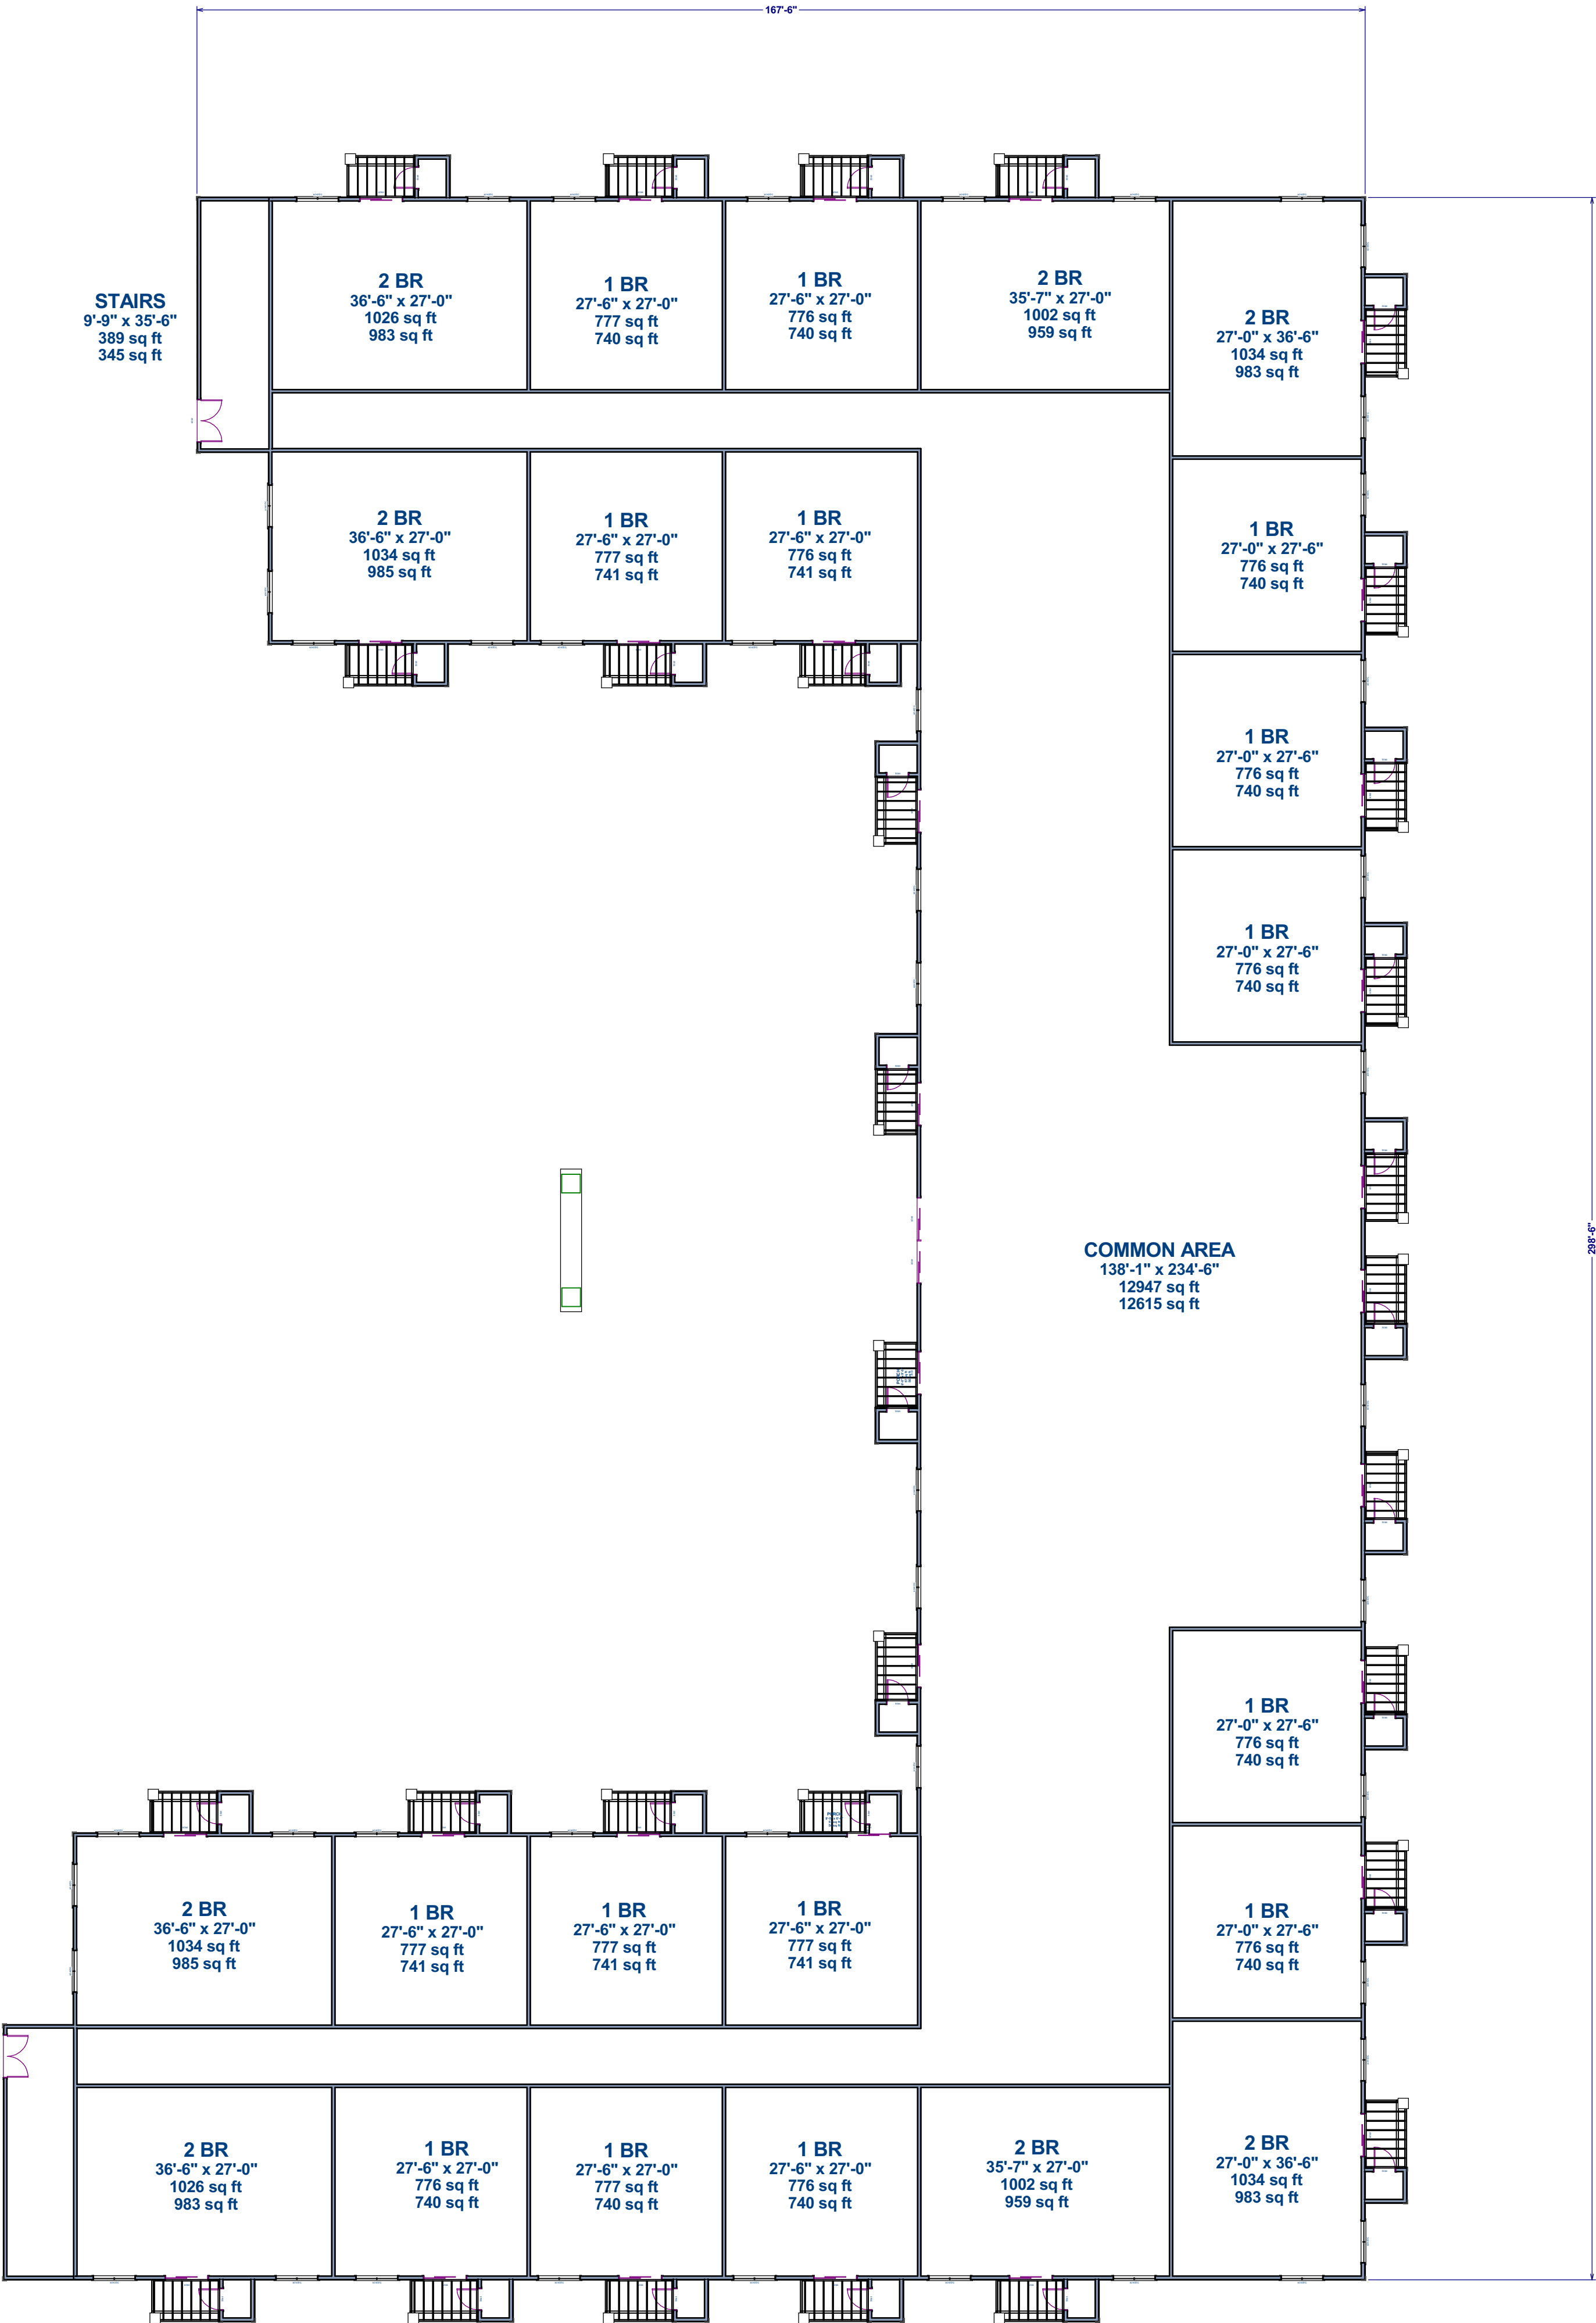 167'-6"
STAIRS
9'-9" x 35'-6"
389 sq ft
345 sq ft
2 BR
36'-6" x 27'-0"
1026 sq ft
983 sq ft
1 BR
27'-6" x 27'-0"
777 sq ft
740 sq ft
1 BR
27'-6" x 27'-0"
776 sq ft
740 sq ft
2 BR
35'-7" x 27'-0"
1002 sq ft
959 sq ft
2 BR
27'-0" x 36'-6"
1034 sq ft
983 sq ft
2 BR
36'-6" x 27'-0"
1034 sq ft
985 sq ft
1 BR
27'-6" x 27'-0"
777 sq ft
741 sq ft
1 BR
27'-6" x 27'-0"
776 sq ft
741 sq ft
1 BR
27'-0" x 27'-6"
776 sq ft
740 sq ft
1 BR
27'-0" x 27'-6"
776 sq ft
740 sq ft
1 BR
27'-0" x 27'-6"
776 sq ft
740 sq ft
298'-6"
COMMON AREA
138'-1" x 234'-6"
12947 sq ft
12615 sq ft
1 BR
27'-0" x 27'-6"
776 sq ft
740 sq ft
2 BR
36'-6" x 27'-0"
1034 sq ft
985 sq ft
1 BR
27'-6" x 27'-0"
777 sq ft
741 sq ft
1 BR
27'-6" x 27'-0"
777 sq ft
741 sq ft
1 BR
27'-6" x 27'-0"
777 sq ft
741 sq ft
1 BR
27'-0" x 27'-6"
776 sq ft
740 sq ft
2 BR
36'-6" x 27'-0"
1026 sq ft
983 sq ft
1 BR
27'-6" x 27'-0"
776 sq ft
740 sq ft
1 BR
27'-6" x 27'-0"
777 sq ft
740 sq ft
1 BR
27'-6" x 27'-0"
776 sq ft
740 sq ft
2 BR
35'-7" x 27'-0"
1002 sq ft
959 sq ft
2 BR
27'-0" x 36'-6"
1034 sq ft
983 sq ft